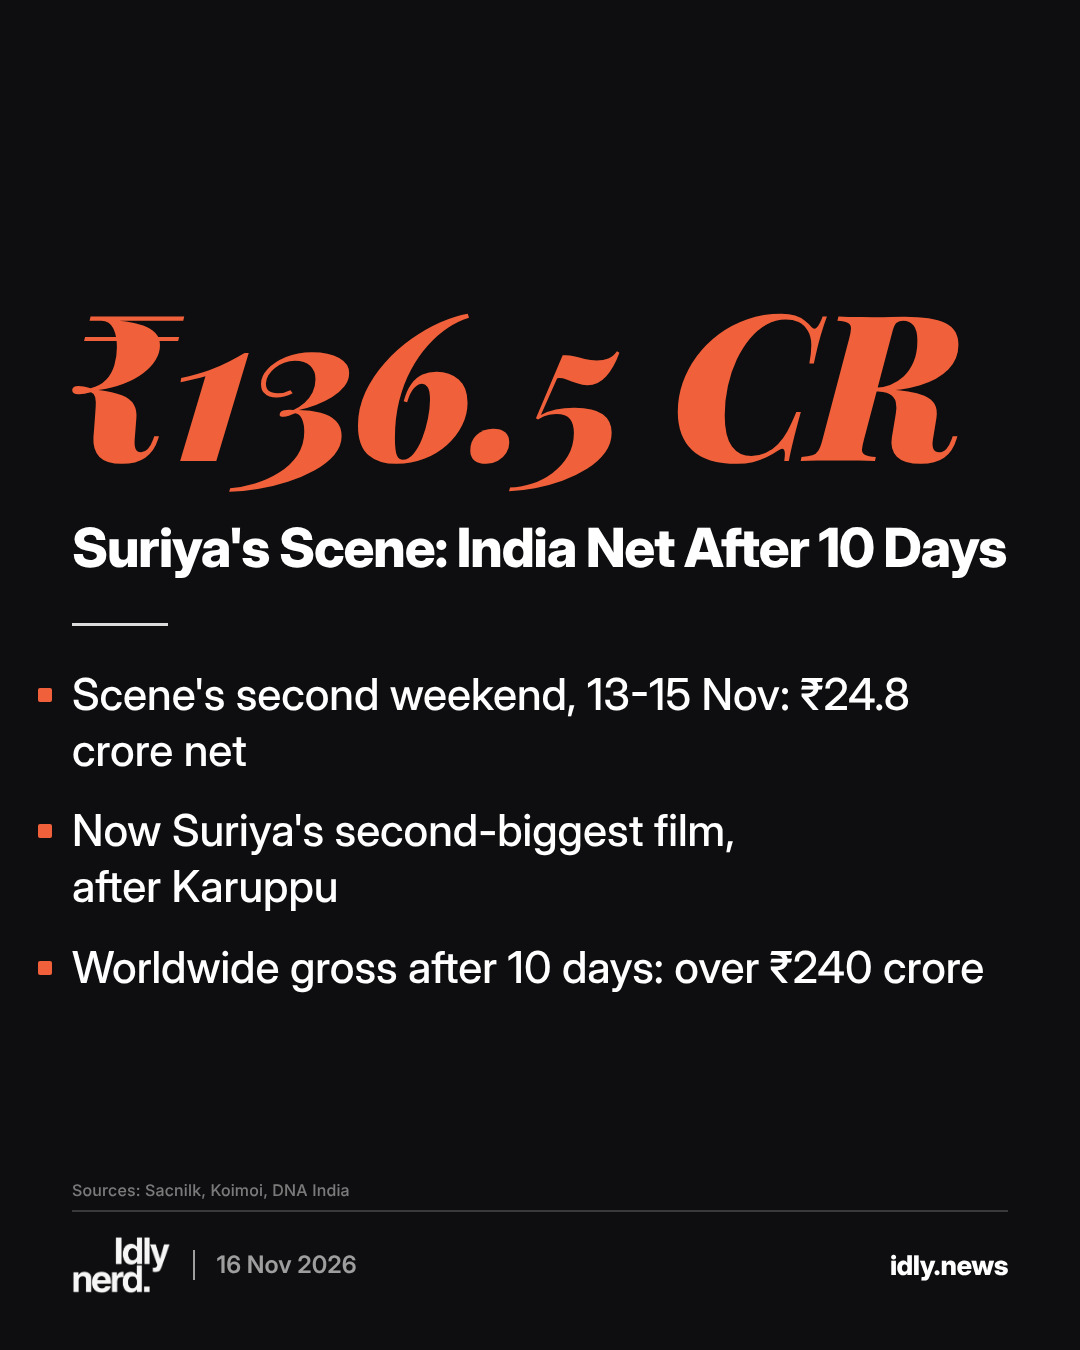 ₹136.5 CR
Suriya's Scene: India Net After 10 Days
Scene's second weekend, 13-15 Nov: ₹24.8
crore net
Now Suriya's second-biggest film,
after Karuppu
Worldwide gross after 10 days: over ₹240 crore
Sources: Sacnilk, Koimoi, DNA India
Idly
nerd.
16 Nov 2026
idly.news